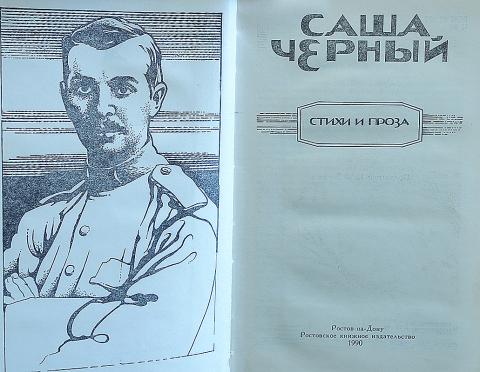 САША
ЧЕРНЫЙ
СТИХИ И ПРОЗА
Ростов-на-Дону
Ростовское книжное издательство
1990